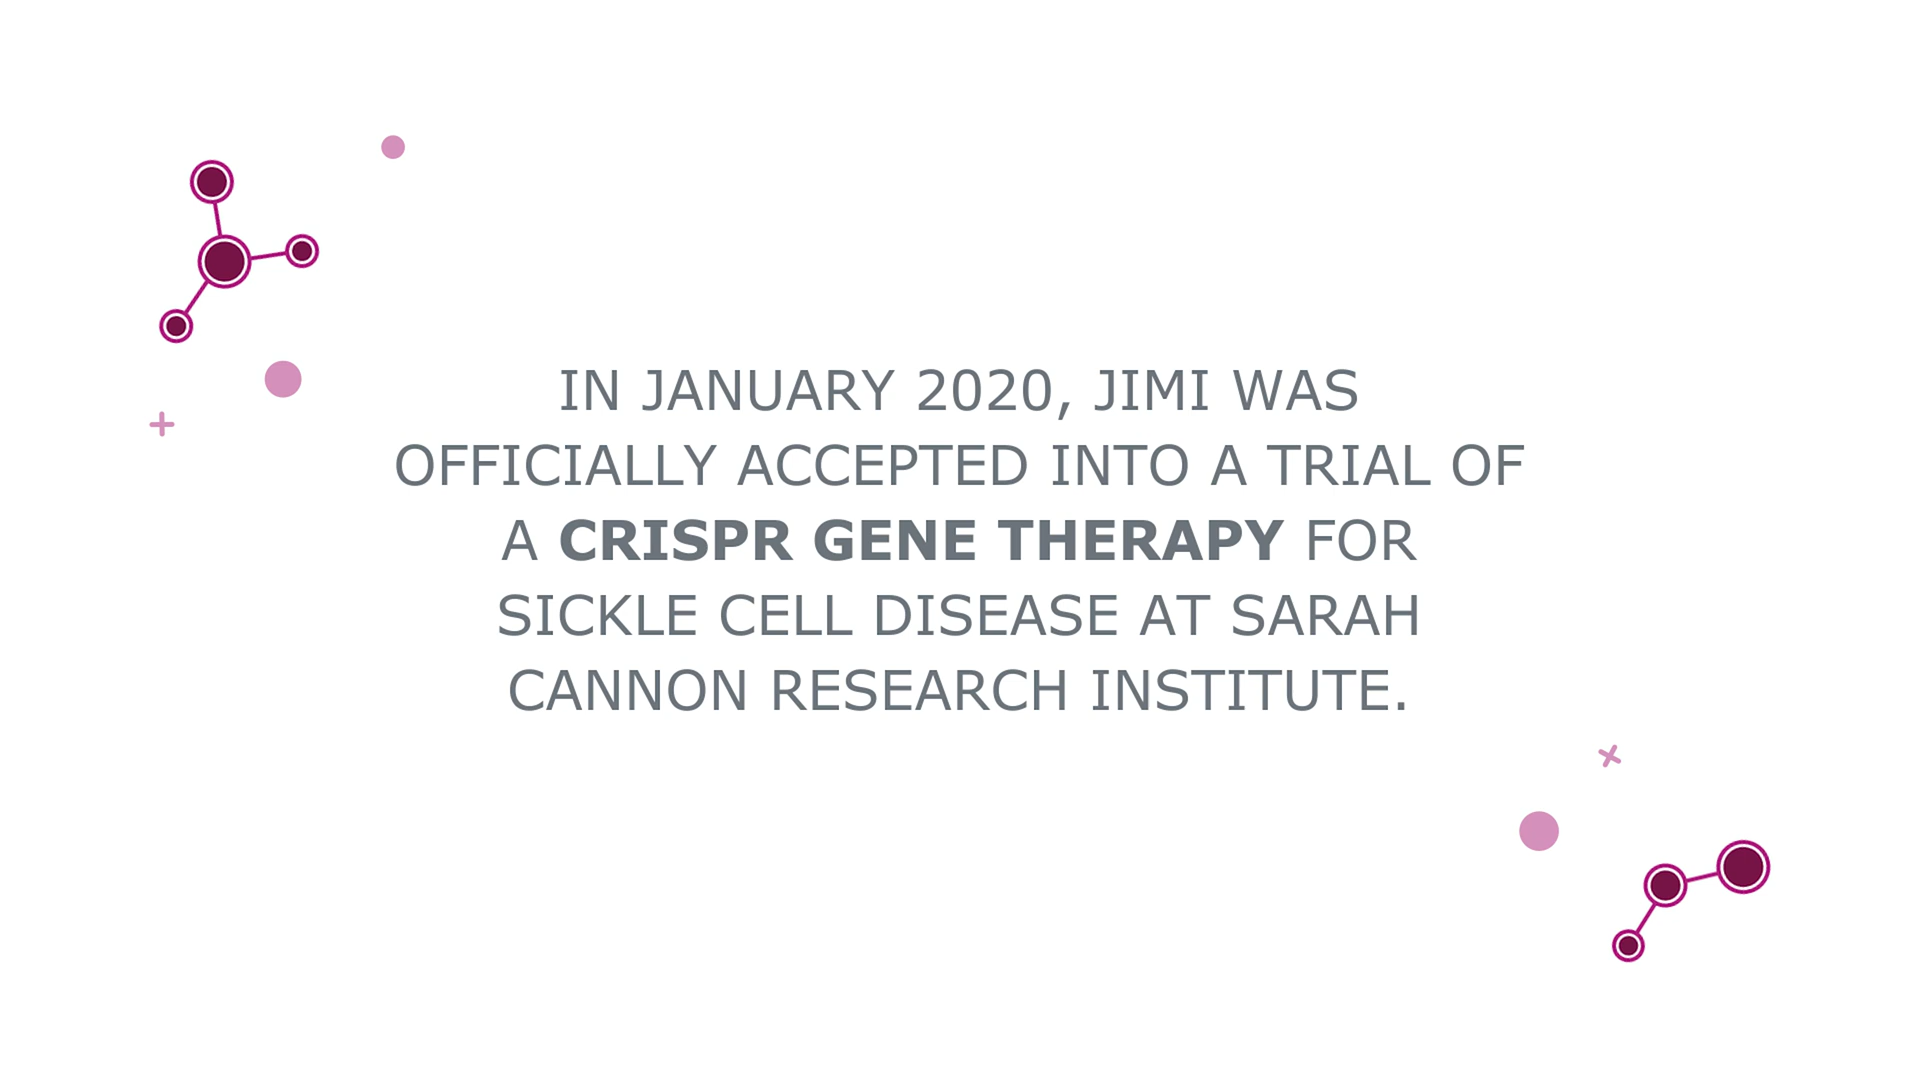 IN JANUARY 2020, JIMI WAS
OFFICIALLY ACCEPTED INTO A TRIAL OF
A CRISPR GENE THERAPY FOR
SICKLE CELL DISEASE AT SARAH
CANNON RESEARCH INSTITUTE.